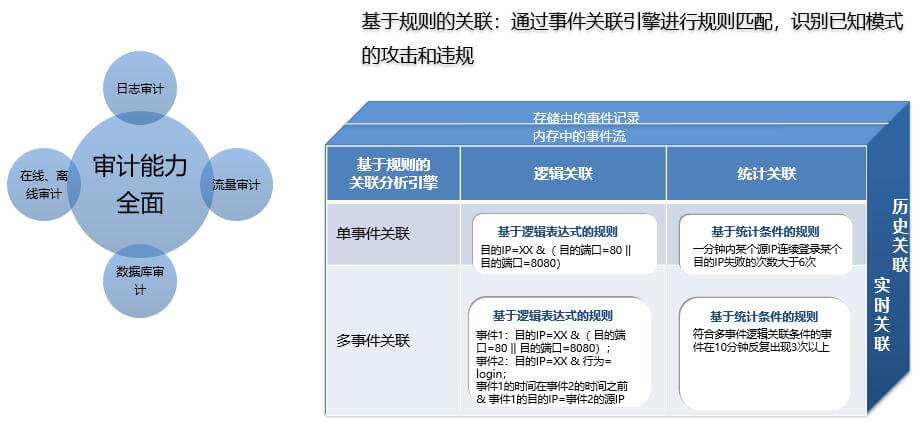 基于规则的关联：通过事件关联引擎进行规则匹配，识别已知模式
的攻击和违规
日志审计
审计能力
全面
在线、离
线审计
流量审计
数据库审
计
存储中的事件记录
内存中的事件流
基于规则的
关联分析引擎
逻辑关联
统计关联
单事件关联
基于逻辑表达式的规则
目的IP=XX & （ 目的端口=80 ||
目的端口=8080）
基于统计条件的规则
一分钟内某个源IP连续登录某个
目的IP失败的次数大于6次
多事件关联
基于逻辑表达式的规则
事件1：目的IP=XX & （ 目的端
口=80 || 目的端口=8080）；
事件2：目的IP=XX & 行为=
login；
事件1的时间在事件2的时间之前
& 事件1的目的IP=事件2的源IP
基于统计条件的规则
符合多事件逻辑关联条件的事
件在10分钟反复出现3次以上
历史关联
实时关联